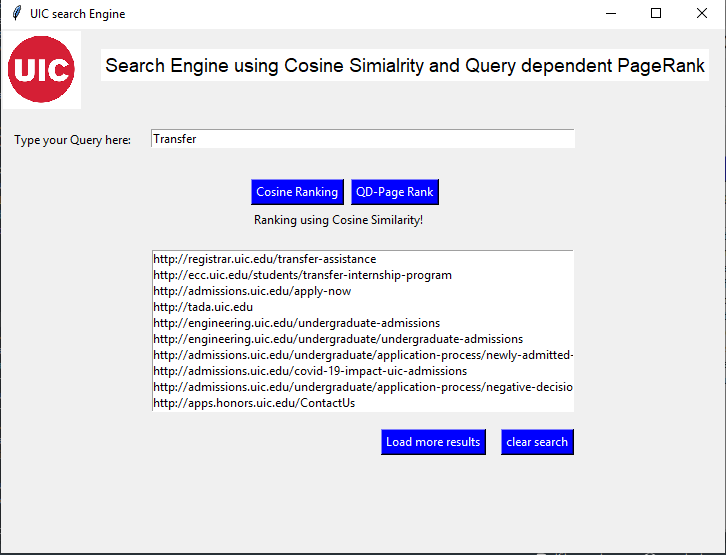 UIC search Engine
UIC
Search Engine using Cosine Simialrity and Query dependent PageRank
Type your Query here: Transfer
Cosine Ranking QD-Page Rank
Ranking using Cosine Similarity!
http://registrar.uic.edu/transfer-assistance
http://ecc.uic.edu/students/transfer-internship-program
http://admissions.uic.edu/apply-now
http://tada.uic.edu
http://engineering.uic.edu/undergraduate-admissions
http://engineering.uic.edu/undergraduate/undergraduate-admissions
http://admissions.uic.edu/undergraduate/application-process/newly-admitted-
http://admissions.uic.edu/covid-19-impact-uic-admissions
http://admissions.uic.edu/undergraduate/application-process/negative-decisio
http://apps.honors.uic.edu/ContactUs
Load more results clear search